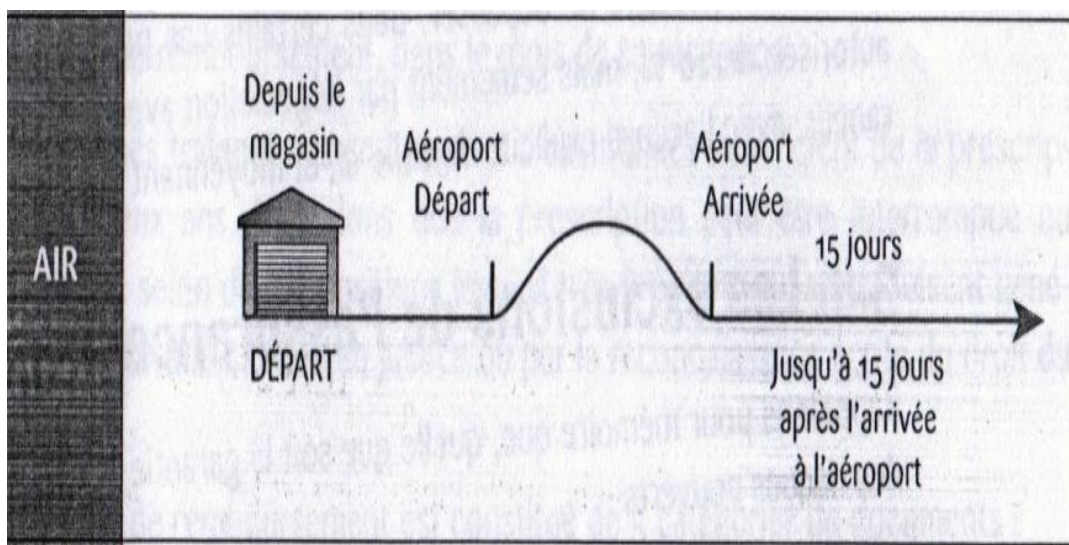 AIR
Depuis le
magasin
Aéroport
Départ
Aéroport
Arrivée
15 jours
DÉPART
Jusqu'à 15 jours
après l'arrivée
à l'aéroport